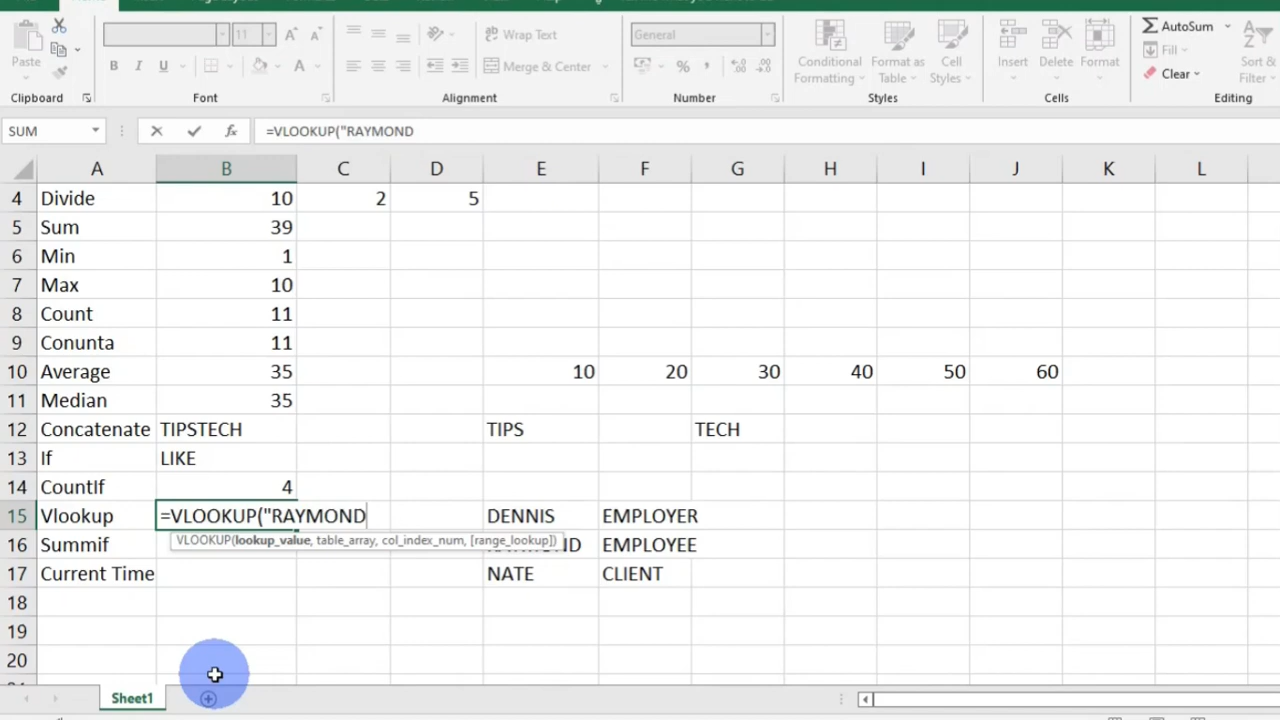 11
Wrap Text
General
AutoSum
Paste
B I U
Merge & Center
%
Conditional Formatting
Format as Table
Cell Styles
Insert
Delete
Format
Fill
Clear
Sort & Filter
Clipboard
Font
Alignment
Number
Styles
Cells
Editing
SUM
fx
=VLOOKUP("RAYMOND
A B C D E F G H I J K L
4 Divide 10 2 5
5 Sum 39
6 Min 1
7 Max 10
8 Count 11
9 Conunta 11
10 Average 35 10 20 30 40 50 60
11 Median 35
12 Concatenate TIPSTECH TIPS TECH
13 If LIKE
14 CountIf 4
15 Vlookup =VLOOKUP("RAYMOND DENNIS EMPLOYER
VLOOKUP(lookup_value, table_array, col_index_num, [range_lookup])
16 Summif EMPLOYEE
17 Current Time NATE CLIENT
18
19
20
Sheet1